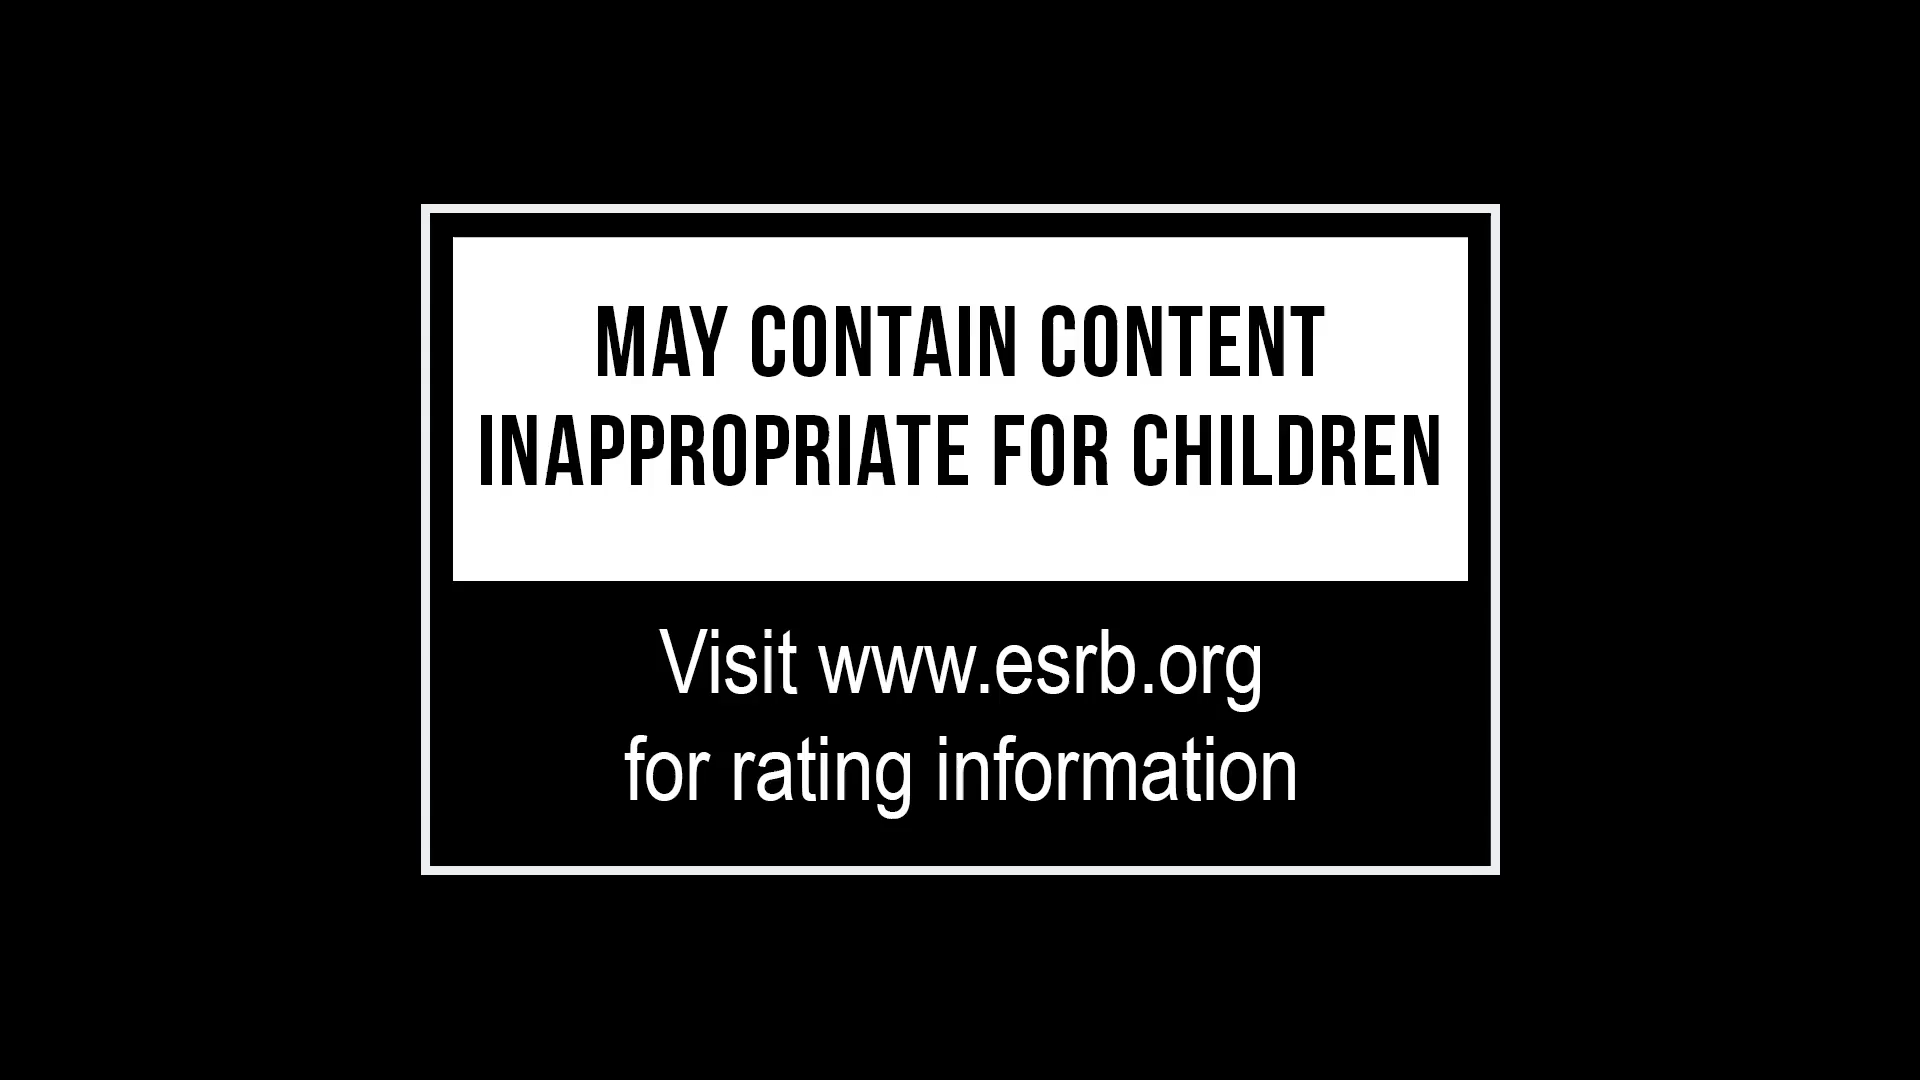 MAY CONTAIN CONTENT
INAPPROPRIATE FOR CHILDREN
Visit www.esrb.org
for rating information